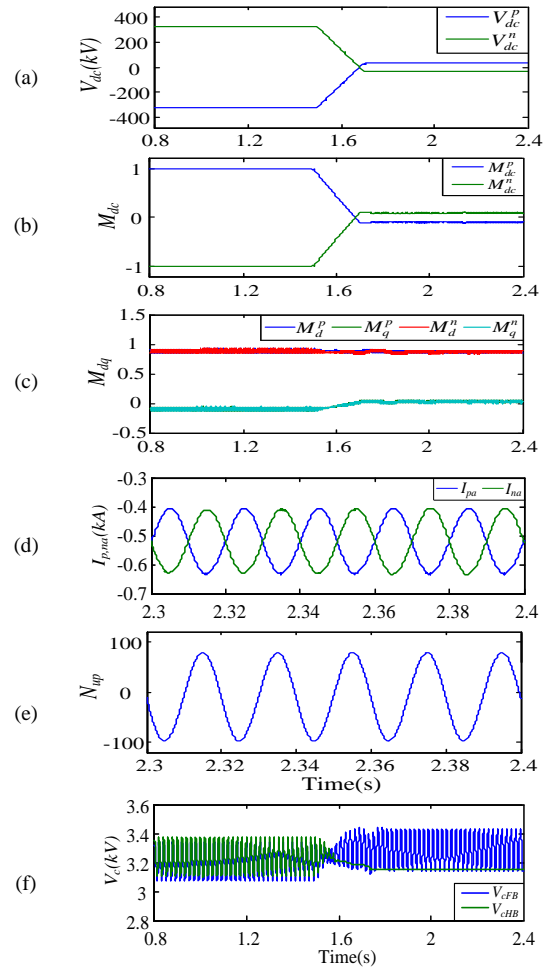 (a)
V_dc(kV)
400
200
0
-200
-400
V_dc^p
V_dc^n
0.8 1.2 1.6 2 2.4
(b)
M_dc
1
0
-1
M_dc^p
M_dc^n
0.8 1.2 1.6 2 2.4
(c)
M_dq
1.5
1
0.5
0
-0.5
M_d^p M_q^p M_d^n M_q^n
0.8 1.2 1.6 2 2.4
(d)
I_p,na(kA)
-0.3
-0.4
-0.5
-0.6
-0.7
I_pa I_na
2.3 2.32 2.34 2.36 2.38 2.4
(e)
N_up
100
0
-100
2.3 2.32 2.34 2.36 2.38 2.4
Time(s)
(f)
V_c(kV)
3.6
3.4
3.2
3.1
2.8
V_cFB
V_cHB
0.8 1.2 1.6 2 2.4
Time(s)